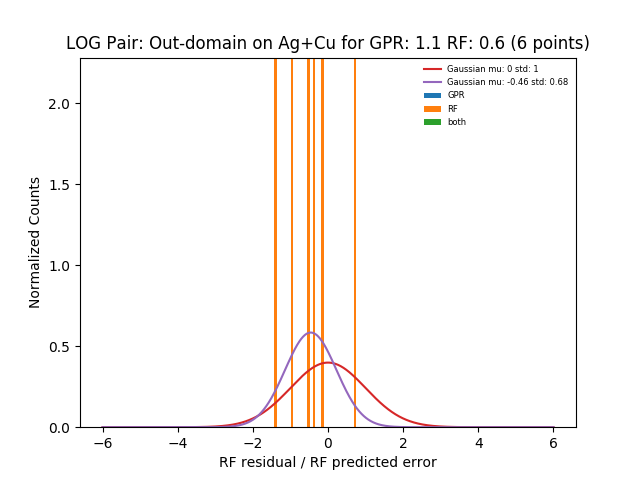 LOG Pair: Out-domain on Ag+Cu for GPR: 1.1 RF: 0.6 (6 points)
Gaussian mu: 0 std: 1
Gaussian mu: -0.46 std: 0.68
GPR
RF
both
Normalized Counts
2.0
1.5
1.0
0.5
0.0
−6 −4 −2 0 2 4 6
RF residual / RF predicted error